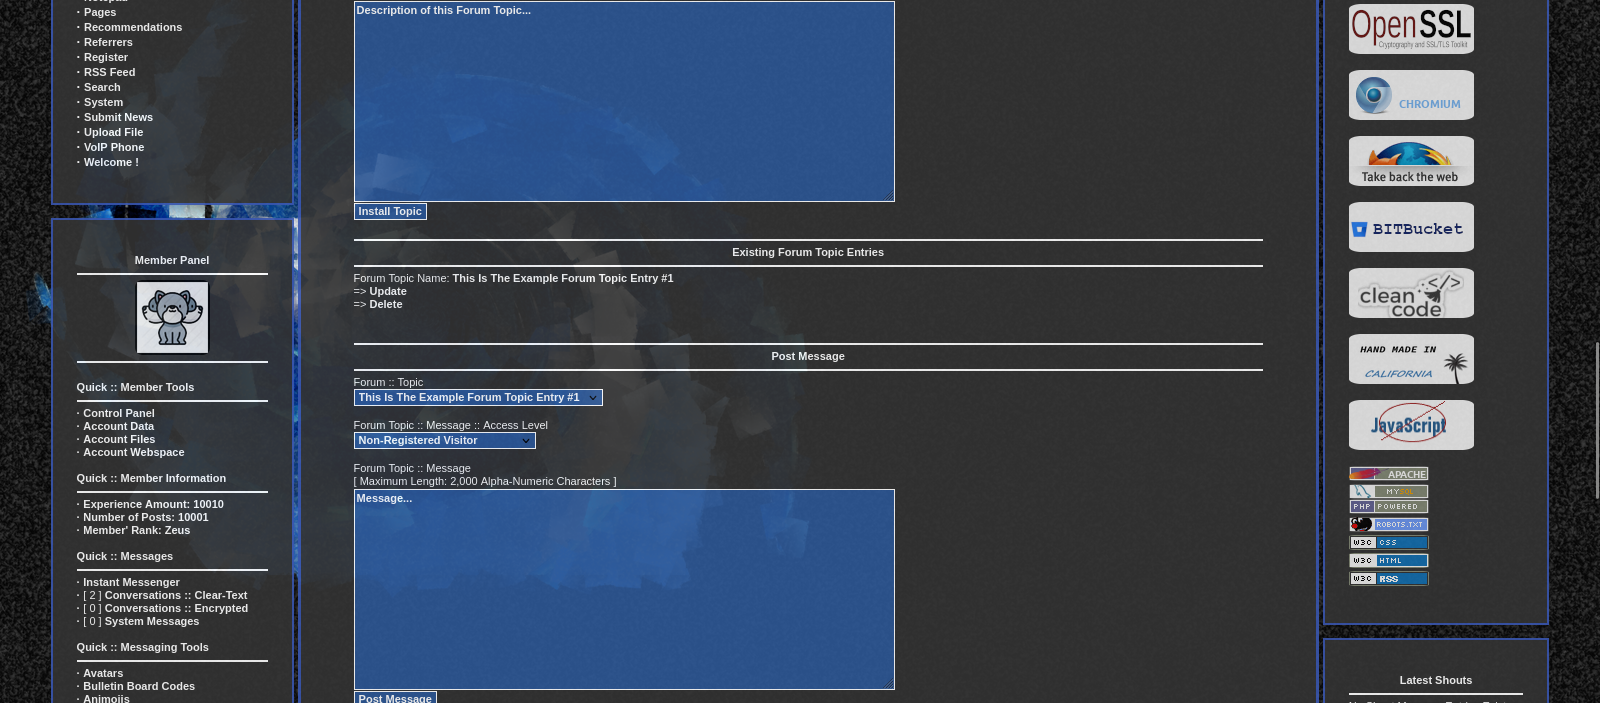 · Pages
· Recommendations
· Referrers
· Register
· RSS Feed
· Search
· System
· Submit News
· Upload File
· VoIP Phone
· Welcome !
Member Panel
Quick :: Member Tools
· Control Panel
· Account Data
· Account Files
· Account Webspace
Quick :: Member Information
· Experience Amount: 10010
· Number of Posts: 10001
· Member' Rank: Zeus
Quick :: Messages
· Instant Messenger
· [ 2 ] Conversations :: Clear-Text
· [ 0 ] Conversations :: Encrypted
· [ 0 ] System Messages
Quick :: Messaging Tools
· Avatars
· Bulletin Board Codes
· Animojis
Description of this Forum Topic...
Install Topic
Existing Forum Topic Entries
Forum Topic Name: This Is The Example Forum Topic Entry #1
=> Update
=> Delete
Post Message
Forum :: Topic
This Is The Example Forum Topic Entry #1
Forum Topic :: Message :: Access Level
Non-Registered Visitor
Forum Topic :: Message
[ Maximum Length: 2,000 Alpha-Numeric Characters ]
Message...
Post Message
OpenSSL
Cryptography and SSL/TLS Toolkit
CHROMIUM
Take back the web
BITBucket
</>
clean
code
HAND MADE IN
CALIFORNIA
JavaScript
APACHE
MYSQL
PHP POWERED
ROBOTS.TXT
W3C CSS
W3C HTML
W3C RSS
Latest Shouts